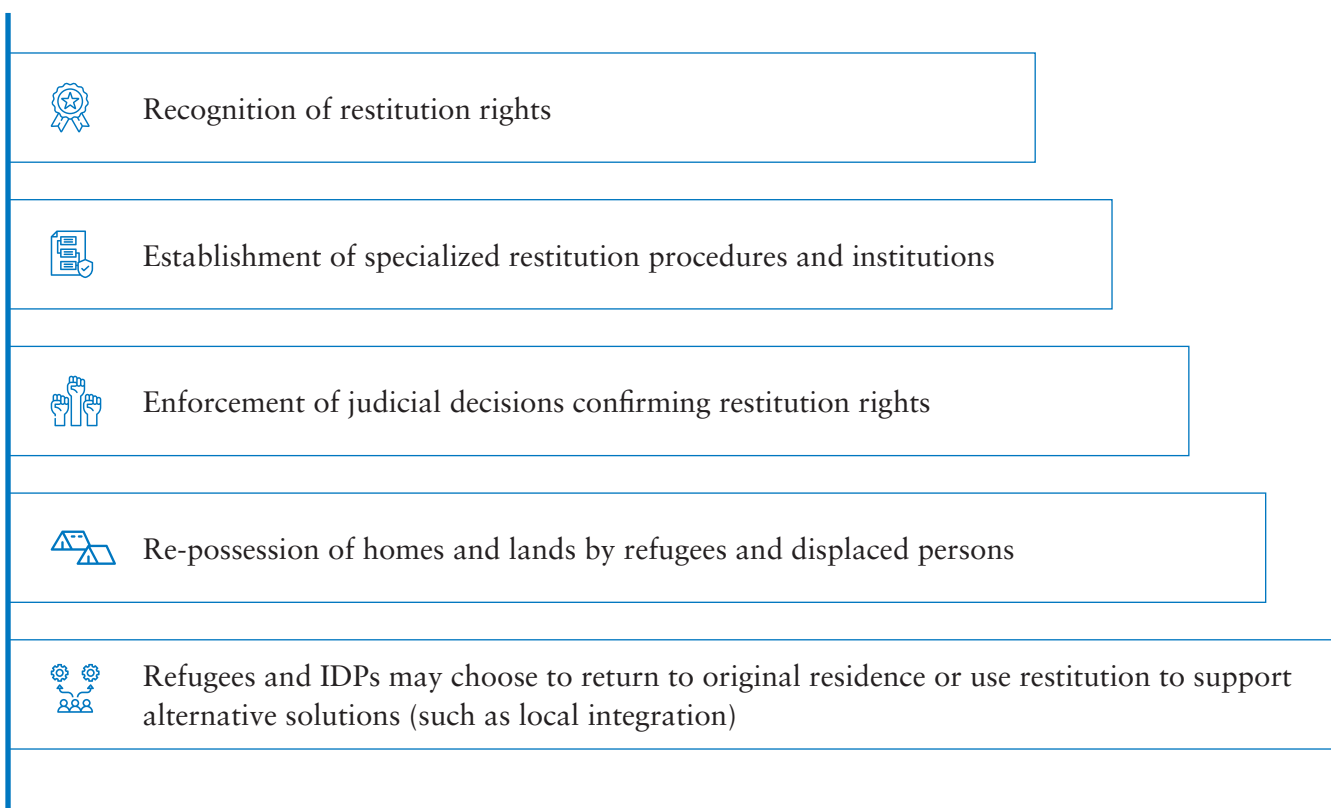 Recognition of restitution rights
Establishment of specialized restitution procedures and institutions
Enforcement of judicial decisions confirming restitution rights
Re-possession of homes and lands by refugees and displaced persons
Refugees and IDPs may choose to return to original residence or use restitution to support
alternative solutions (such as local integration)